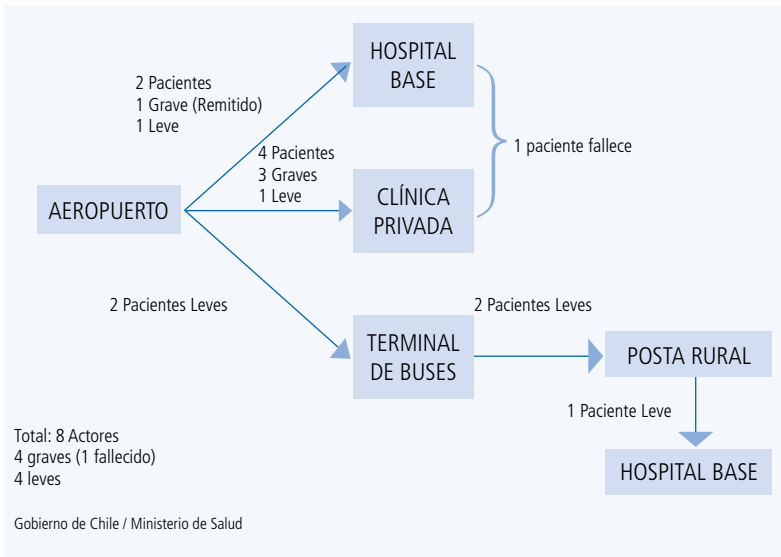 HOSPITAL
BASE
2 Pacientes
1 Grave (Remitido)
1 Leve
4 Pacientes
3 Graves
1 Leve
1 paciente fallece
AEROPUERTO
CLÍNICA
PRIVADA
2 Pacientes Leves
2 Pacientes Leves
TERMINAL
DE BUSES
POSTA RURAL
1 Paciente Leve
HOSPITAL BASE
Total: 8 Actores
4 graves (1 fallecido)
4 leves
Gobierno de Chile / Ministerio de Salud